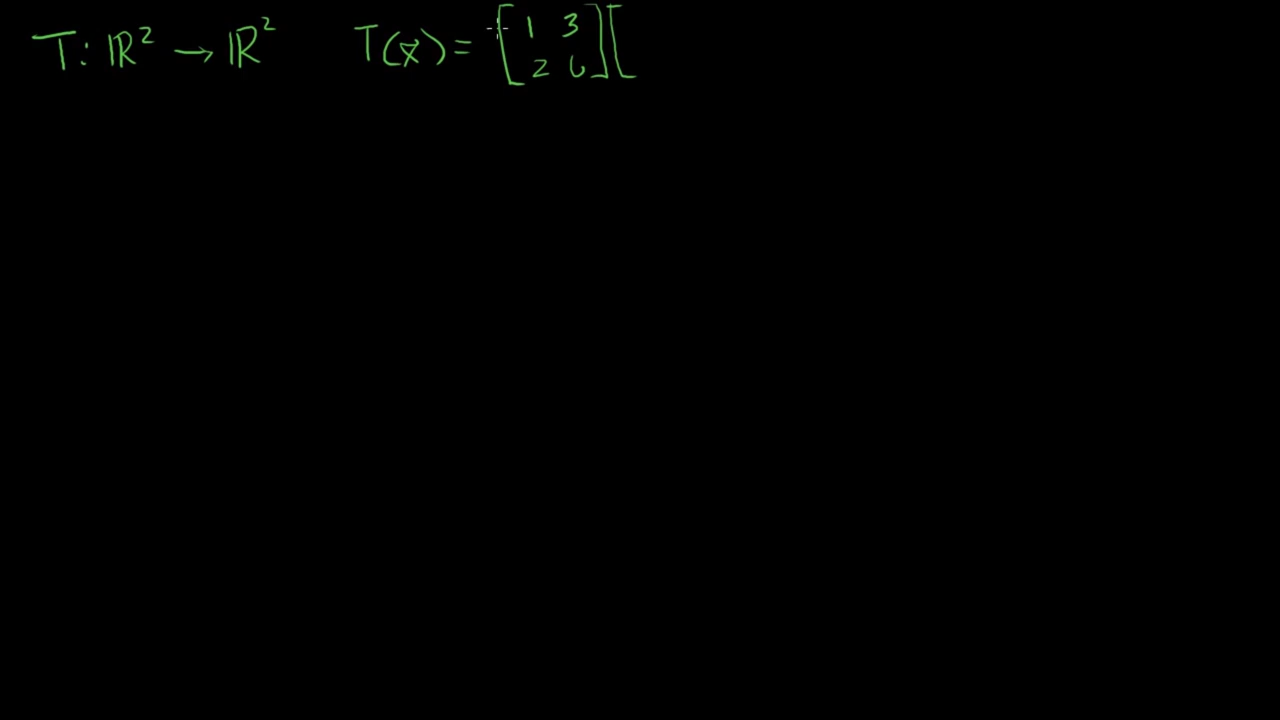 T: ℝ² → ℝ² T(x⃗) = [1 3 2 6][